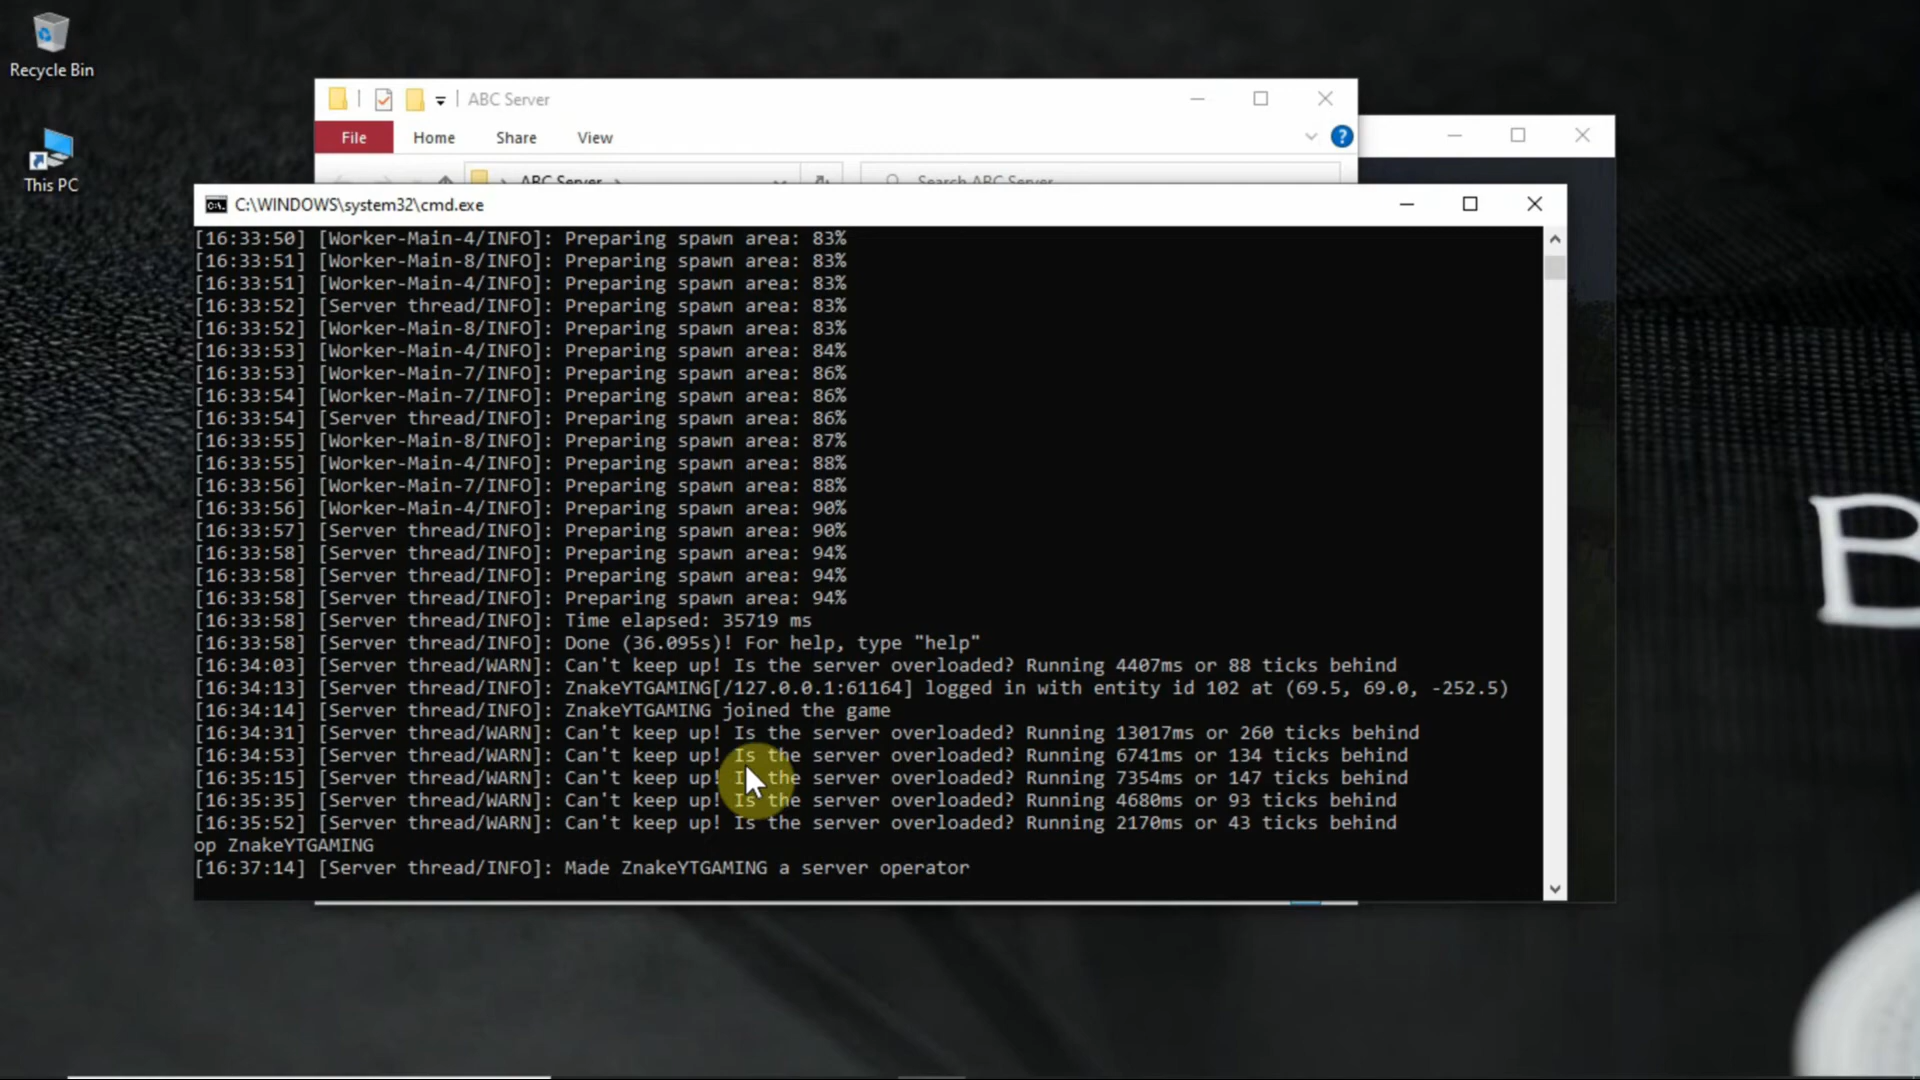 Recycle Bin
This PC
ABC Server
File Home Share View
ABC Server
Search ABC Server
C:\WINDOWS\system32\cmd.exe
[16:33:50] [Worker-Main-4/INFO]: Preparing spawn area: 83%
[16:33:51] [Worker-Main-8/INFO]: Preparing spawn area: 83%
[16:33:51] [Worker-Main-4/INFO]: Preparing spawn area: 83%
[16:33:52] [Server thread/INFO]: Preparing spawn area: 83%
[16:33:52] [Worker-Main-8/INFO]: Preparing spawn area: 83%
[16:33:53] [Worker-Main-4/INFO]: Preparing spawn area: 84%
[16:33:53] [Worker-Main-7/INFO]: Preparing spawn area: 86%
[16:33:54] [Worker-Main-7/INFO]: Preparing spawn area: 86%
[16:33:54] [Server thread/INFO]: Preparing spawn area: 86%
[16:33:55] [Worker-Main-8/INFO]: Preparing spawn area: 87%
[16:33:55] [Worker-Main-4/INFO]: Preparing spawn area: 88%
[16:33:56] [Worker-Main-7/INFO]: Preparing spawn area: 88%
[16:33:56] [Worker-Main-4/INFO]: Preparing spawn area: 90%
[16:33:57] [Server thread/INFO]: Preparing spawn area: 90%
[16:33:58] [Server thread/INFO]: Preparing spawn area: 94%
[16:33:58] [Server thread/INFO]: Preparing spawn area: 94%
[16:33:58] [Server thread/INFO]: Preparing spawn area: 94%
[16:33:58] [Server thread/INFO]: Time elapsed: 35719 ms
[16:33:58] [Server thread/INFO]: Done (36.095s)! For help, type "help"
[16:34:03] [Server thread/WARN]: Can't keep up! Is the server overloaded? Running 4407ms or 88 ticks behind
[16:34:13] [Server thread/INFO]: ZnakeYTGAMING[/127.0.0.1:61164] logged in with entity id 102 at (69.5, 69.0, -252.5)
[16:34:14] [Server thread/INFO]: ZnakeYTGAMING joined the game
[16:34:31] [Server thread/WARN]: Can't keep up! Is the server overloaded? Running 13017ms or 260 ticks behind
[16:34:53] [Server thread/WARN]: Can't keep up! Is the server overloaded? Running 6741ms or 134 ticks behind
[16:35:15] [Server thread/WARN]: Can't keep up! Is the server overloaded? Running 7354ms or 147 ticks behind
[16:35:35] [Server thread/WARN]: Can't keep up! Is the server overloaded? Running 4680ms or 93 ticks behind
[16:35:52] [Server thread/WARN]: Can't keep up! Is the server overloaded? Running 2170ms or 43 ticks behind
op ZnakeYTGAMING
[16:37:14] [Server thread/INFO]: Made ZnakeYTGAMING a server operator
B